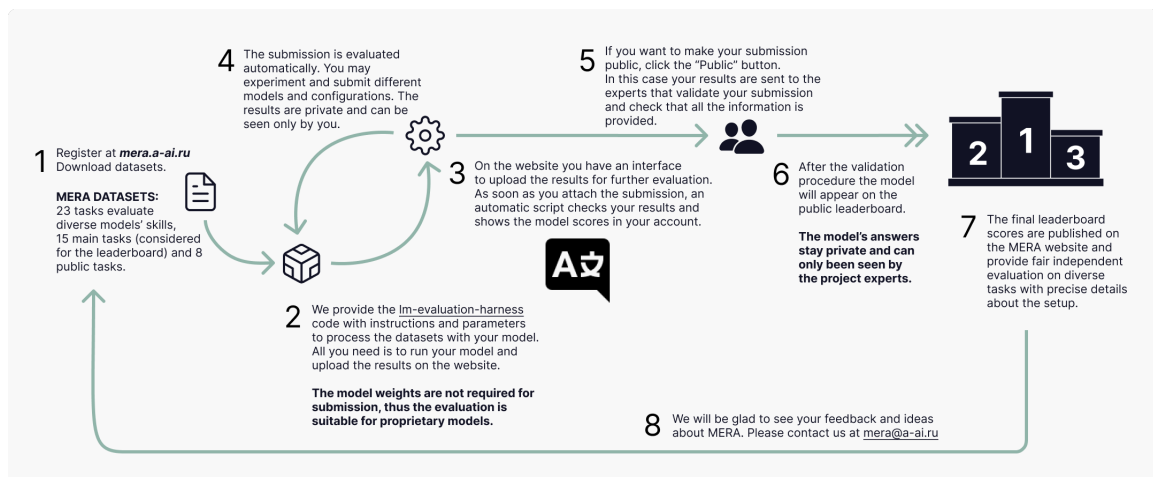 1
Register at mera.a-ai.ru
Download datasets.
MERA DATASETS:
23 tasks evaluate
diverse models' skills,
15 main tasks (considered
for the leaderboard) and 8
public tasks.
2
We provide the lm-evaluation-harness
code with instructions and parameters
to process the datasets with your model.
All you need is to run your model and
upload the results on the website.
The model weights are not required for
submission, thus the evaluation is
suitable for proprietary models.
3
On the website you have an interface
to upload the results for further evaluation.
As soon as you attach the submission, an
automatic script checks your results and
shows the model scores in your account.
A文
4
The submission is evaluated
automatically. You may
experiment and submit different
models and configurations. The
results are private and can be
seen only by you.
5
If you want to make your submission
public, click the “Public” button.
In this case your results are sent to the
experts that validate your submission
and check that all the information is
provided.
6
After the validation
procedure the model
will appear on the
public leaderboard.
The model's answers
stay private and can
only been seen by
the project experts.
2 1 3
7
The final leaderboard
scores are published on
the MERA website and
provide fair independent
evaluation on diverse
tasks with precise details
about the setup.
8
We will be glad to see your feedback and ideas
about MERA. Please contact us at mera@a-ai.ru